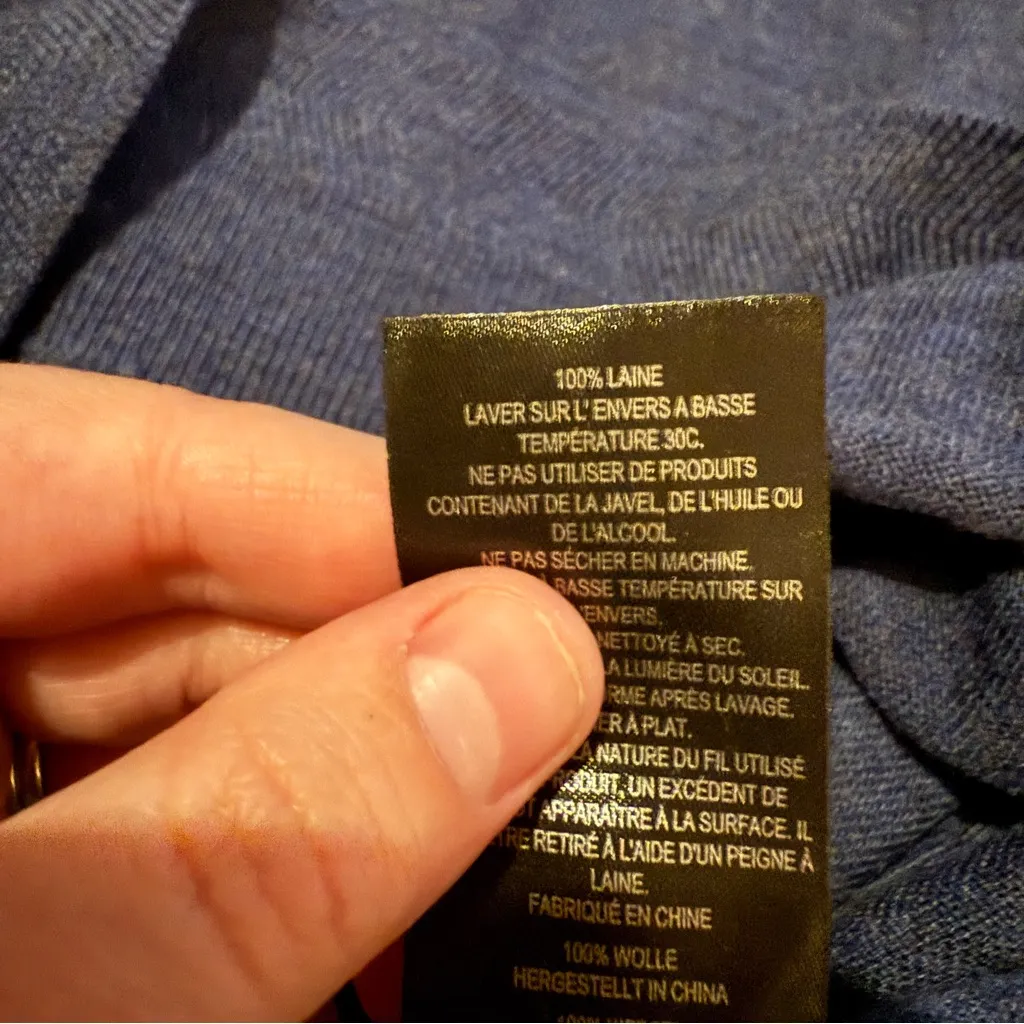 100% LAINE
LAVER SUR L' ENVERS A BASSE
TEMPÉRATURE 30C.
NE PAS UTILISER DE PRODUITS
CONTENANT DE LA JAVEL, DE L'HUILE OU
DE L'ALCOOL.
NE PAS SÉCHER EN MACHINE.
À BASSE TEMPÉRATURE SUR
ENVERS.
NETTOYÉ À SEC.
LA LUMIÈRE DU SOLEIL.
APRÈS LAVAGE.
À PLAT.
LA NATURE DU FIL UTILISÉ
UN EXCÉDENT DE
APPARAÎTRE À LA SURFACE. IL
RETIRÉ À L'AIDE D'UN PEIGNE À
LAINE.
FABRIQUÉ EN CHINE
100% WOLLE
HERGESTELLT IN CHINA